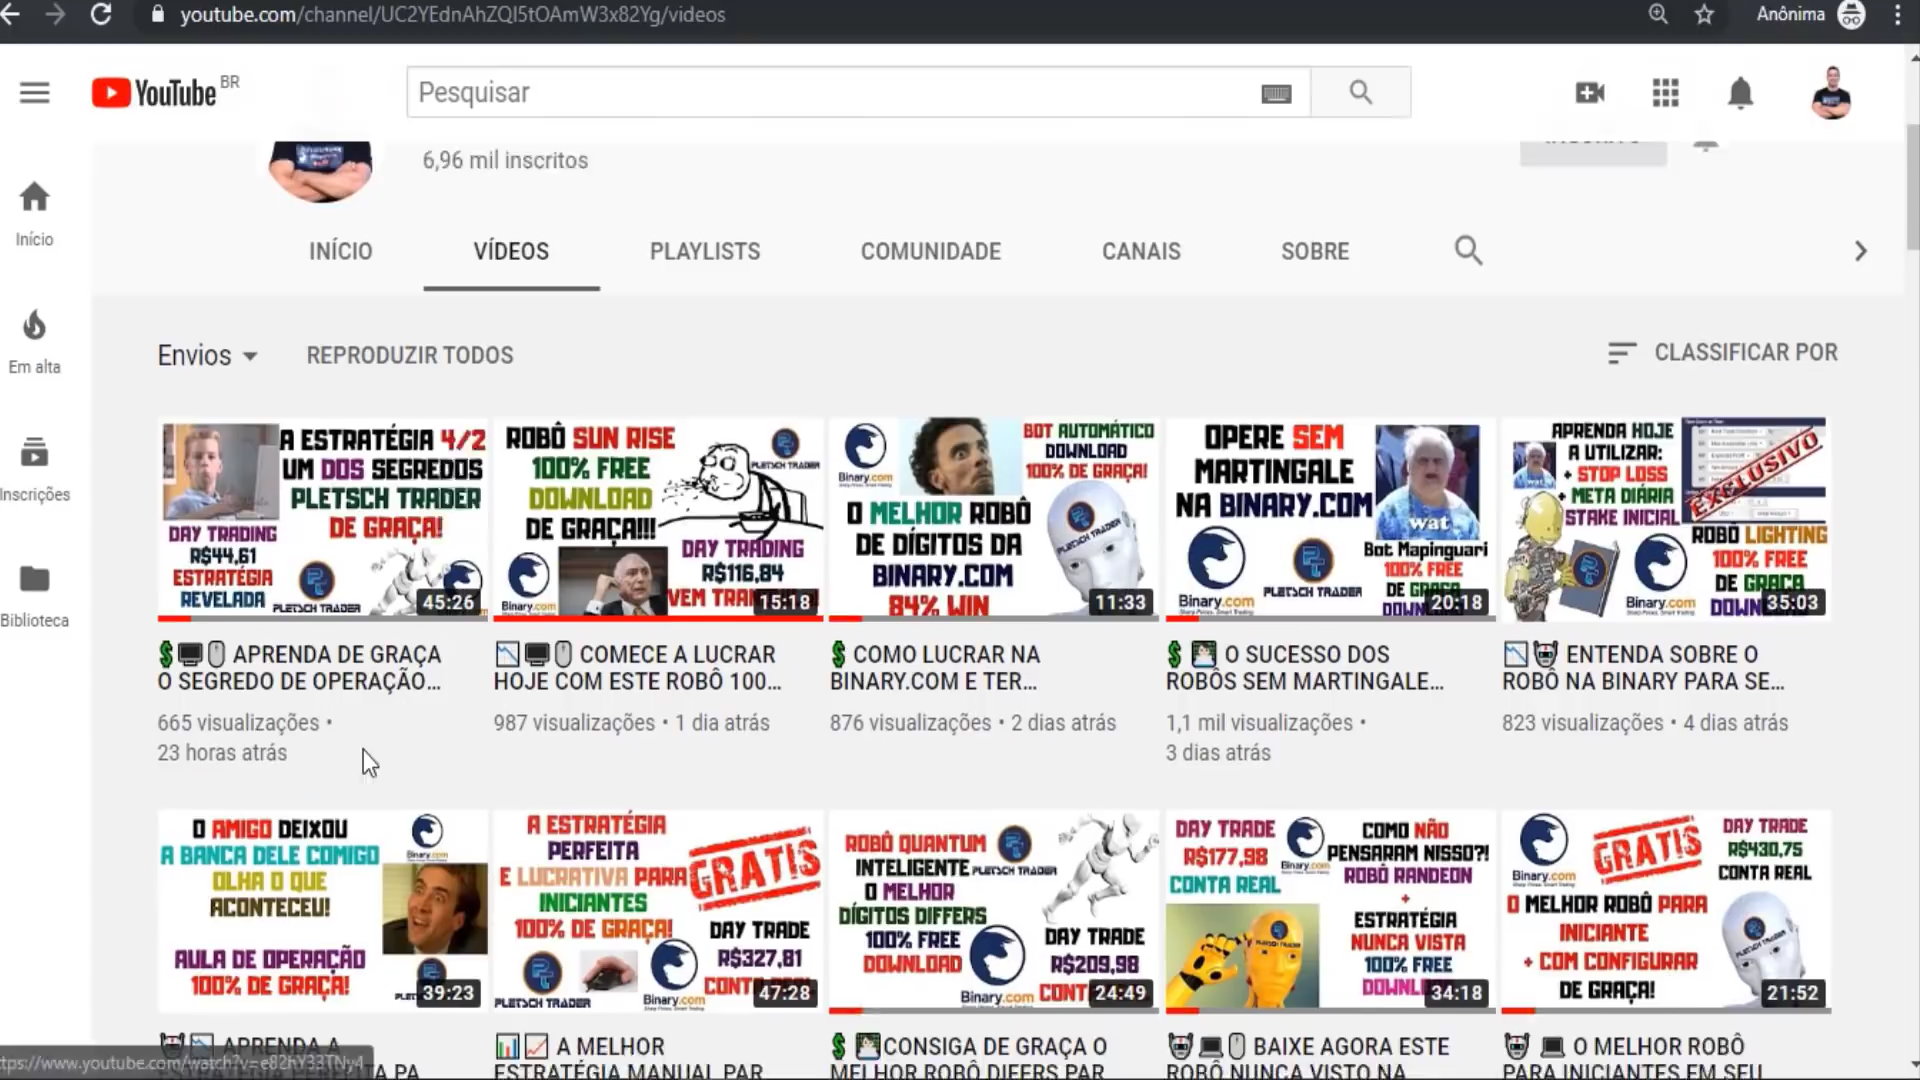 youtube.com/channel/UC2YEdnAhZQI5tOAmW3x82Yg/videos
Anônima
YouTube BR
Pesquisar
6,96 mil inscritos
Início
Em alta
Inscrições
Biblioteca
INÍCIO
VÍDEOS
PLAYLISTS
COMUNIDADE
CANAIS
SOBRE
Envios
REPRODUZIR TODOS
CLASSIFICAR POR
A ESTRATÉGIA 4/2
UM DOS SEGREDOS
PLETSCH TRADER
DE GRAÇA!
DAY TRADING
R$44,61
ESTRATÉGIA
REVELADA
PLETSCH TRADER
45:26
$🖥️🖱️ APRENDA DE GRAÇA
O SEGREDO DE OPERAÇÃO...
665 visualizações •
23 horas atrás
ROBÔ SUN RISE
100% FREE
DOWNLOAD
DE GRAÇA!!!
PLETSCH TRADER
DAY TRADING
R$116,84
VEM
Binary.com
15:18
📉🖥️🖱️ COMECE A LUCRAR
HOJE COM ESTE ROBÔ 100...
987 visualizações • 1 dia atrás
Binary.com
BOT AUTOMÁTICO
DOWNLOAD
100% DE GRAÇA!
O MELHOR ROBÔ
DE DÍGITOS DA
BINARY.COM
84% WIN
PLETSCH TRADER
11:33
$ COMO LUCRAR NA
BINARY.COM E TER...
876 visualizações • 2 dias atrás
OPERE SEM
MARTINGALE
NA BINARY.COM
wat
Bot Mapinguari
100% FREE
DE GRAÇA
Binary.com
PLETSCH TRADER
20:18
$ O SUCESSO DOS
ROBÔS SEM MARTINGALE...
1,1 mil visualizações •
3 dias atrás
APRENDA HOJE
A UTILIZAR:
+ STOP LOSS
+ META DIÁRIA
STAKE INICIAL
EXCLUSIVO
ROBÔ LIGHTING
100% FREE
DE GRAÇA
Binary.com
35:03
📉🤖 ENTENDA SOBRE O
ROBÔ NA BINARY PARA SE...
823 visualizações • 4 dias atrás
O AMIGO DEIXOU
A BANCA DELE COMIGO
OLHA O QUE
ACONTECEU!
AULA DE OPERAÇÃO
100% DE GRAÇA!
Binary.com
39:23
APRENDA A
ESTRATÉGIA PERFEITA PA
A ESTRATÉGIA
PERFEITA
E LUCRATIVA PARA
INICIANTES
100% DE GRAÇA!
GRATIS
DAY TRADE
R$327,81
PLETSCH TRADER
Binary.com
47:28
📊📈 A MELHOR
ESTRATÉGIA MANUAL PAR
ROBÔ QUANTUM
INTELIGENTE
O MELHOR
DÍGITOS DIFFERS
100% FREE
DOWNLOAD
PLETSCH TRADER
DAY TRADE
R$209,98
Binary.com
24:49
$ CONSIGA DE GRAÇA O
MELHOR ROBÔ DIFERS PAR
DAY TRADE
R$177,98
CONTA REAL
Binary.com
COMO NÃO
PENSARAM NISSO?!
ROBÔ RANDEON
+
ESTRATÉGIA
NUNCA VISTA
100% FREE
34:18
🤖💻🖱️ BAIXE AGORA ESTE
ROBÔ NUNCA VISTO NA
Binary.com
GRATIS
DAY TRADE
R$430,75
CONTA REAL
O MELHOR ROBÔ PARA
INICIANTE
+ COM CONFIGURAR
DE GRAÇA!
PLETSCH TRADER
21:52
🤖 💻 O MELHOR ROBÔ
PARA INICIANTES EM SEU
ttps://www.youtube.com/watch?v=e82hY33TNy4